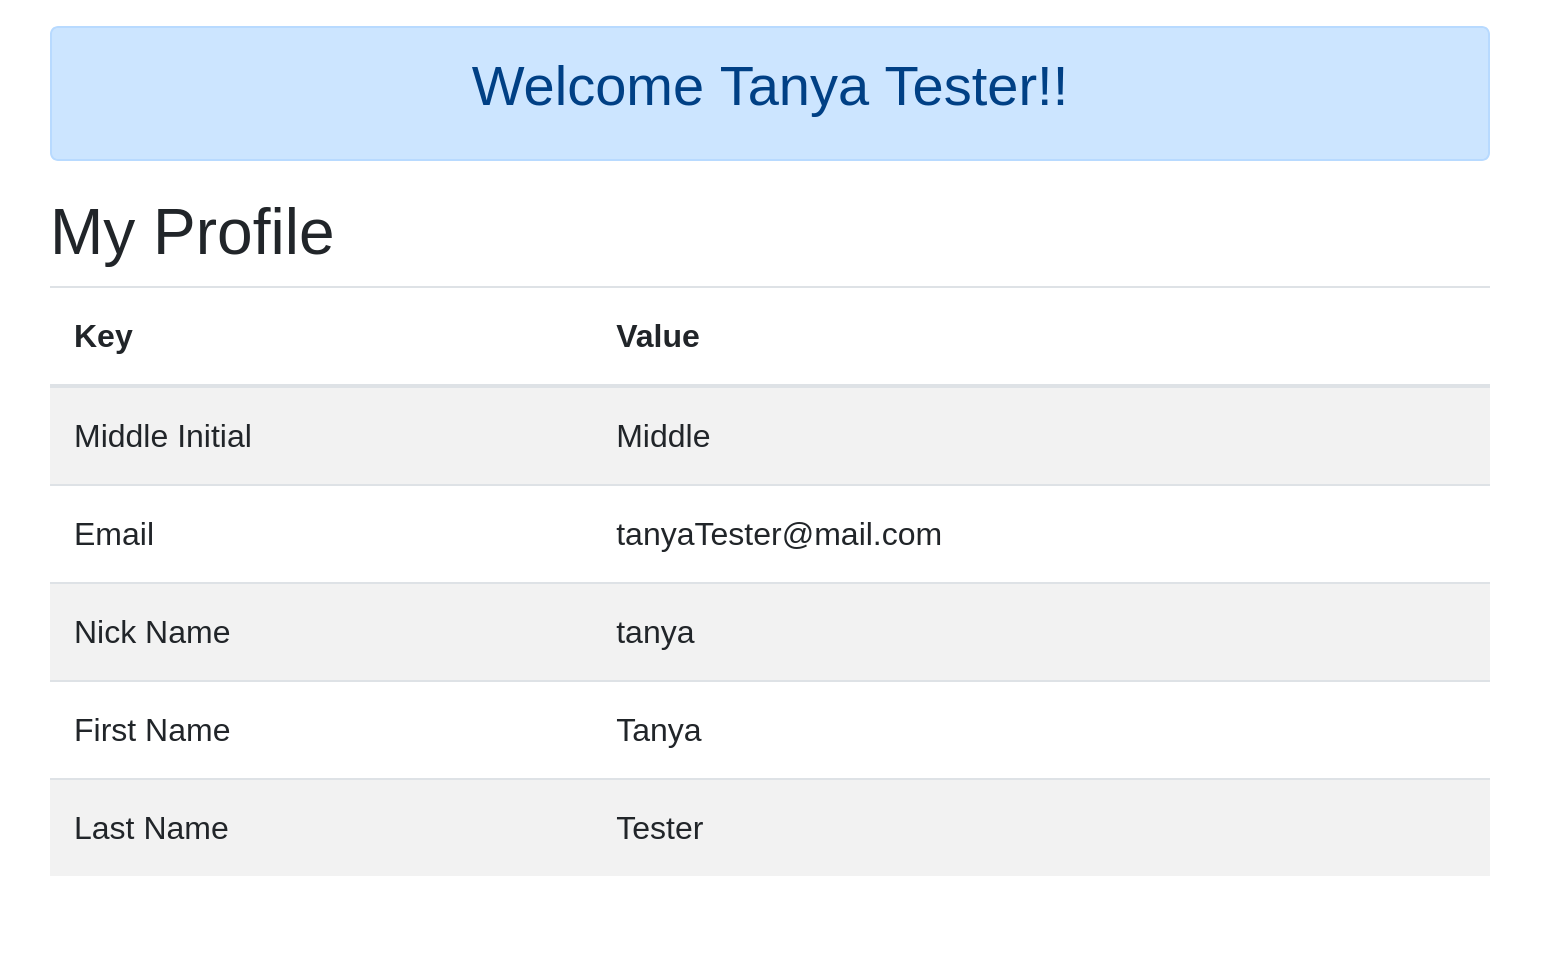 Welcome Tanya Tester!!
My Profile
Key Value
Middle Initial Middle
Email tanyaTester@mail.com
Nick Name tanya
First Name Tanya
Last Name Tester